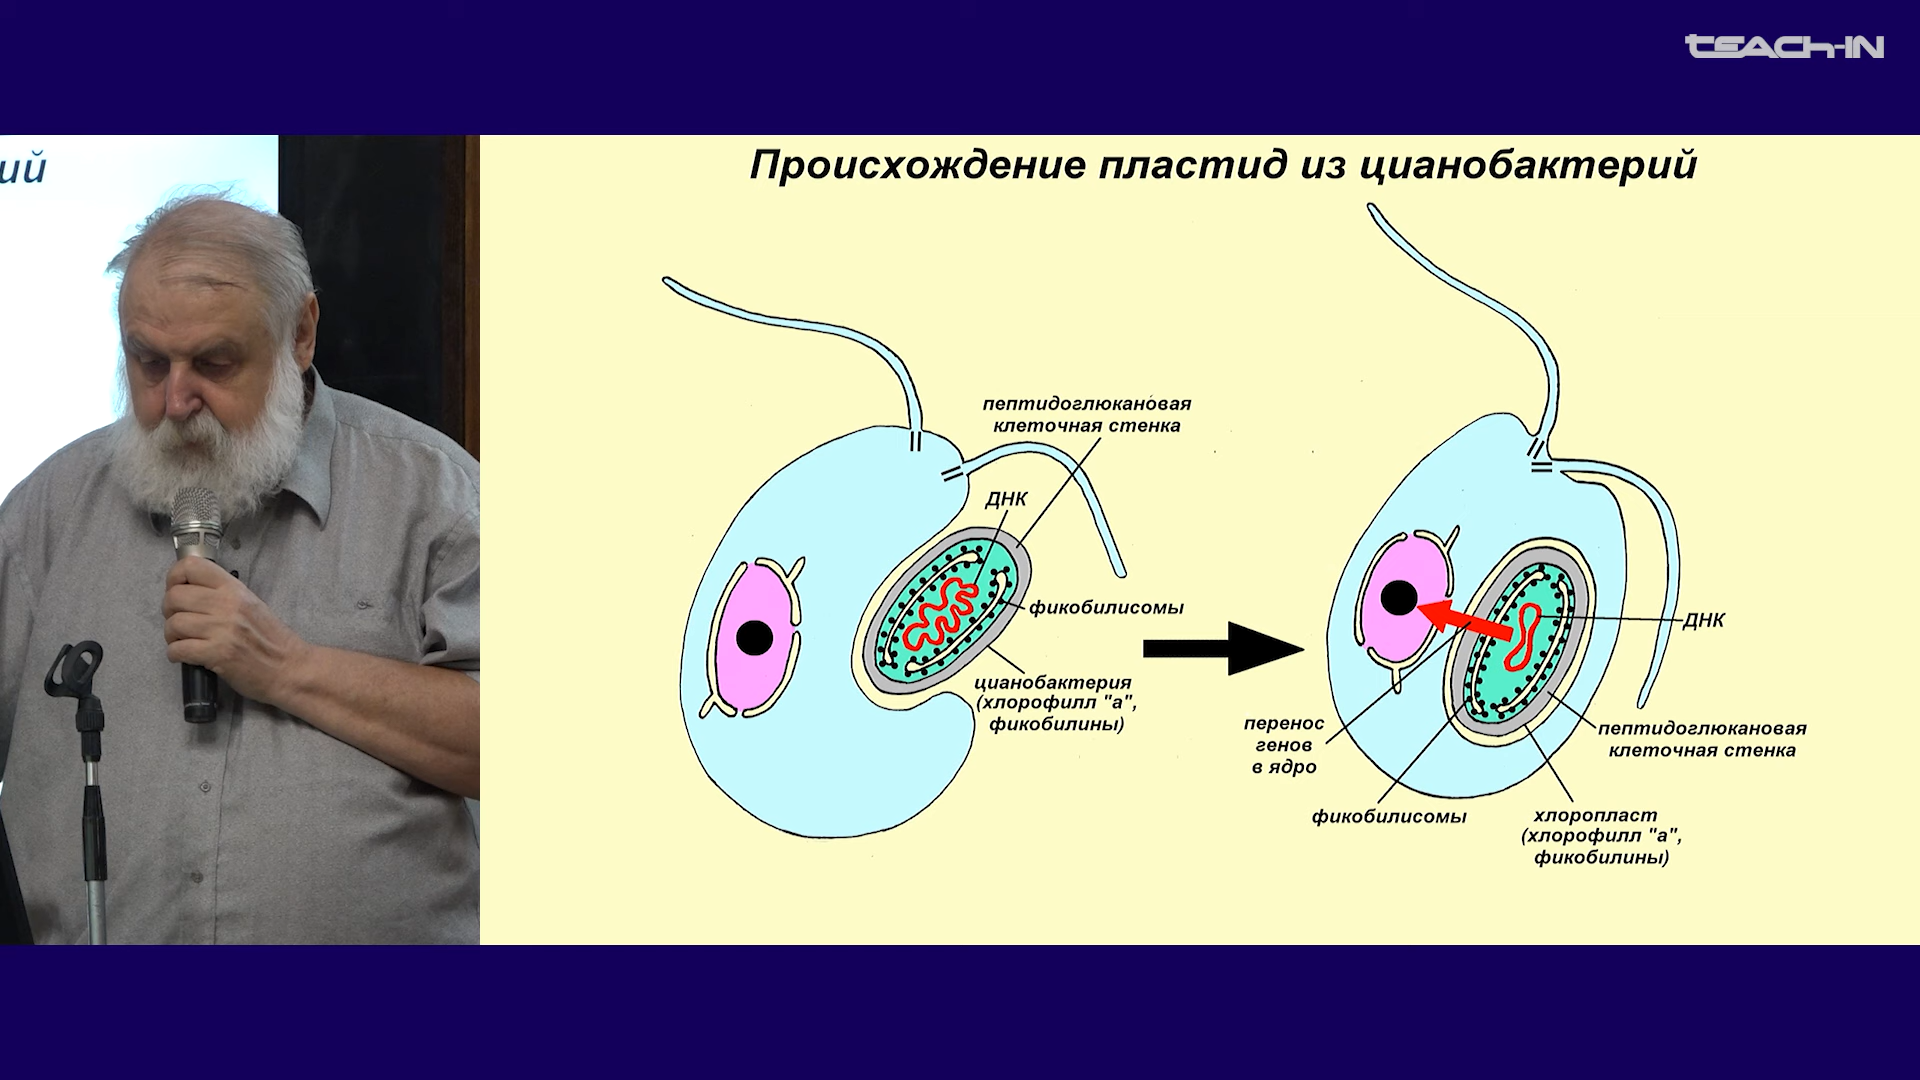 teach-in
ий
Происхождение пластид из цианобактерий
пептидоглюкановая
клеточная стенка
ДНК
фикобилисомы
цианобактерия
(хлорофилл "a",
фикобилины)
ДНК
перенос
генов
в ядро
пептидоглюкановая
клеточная стенка
фикобилисомы
хлоропласт
(хлорофилл "a",
фикобилины)